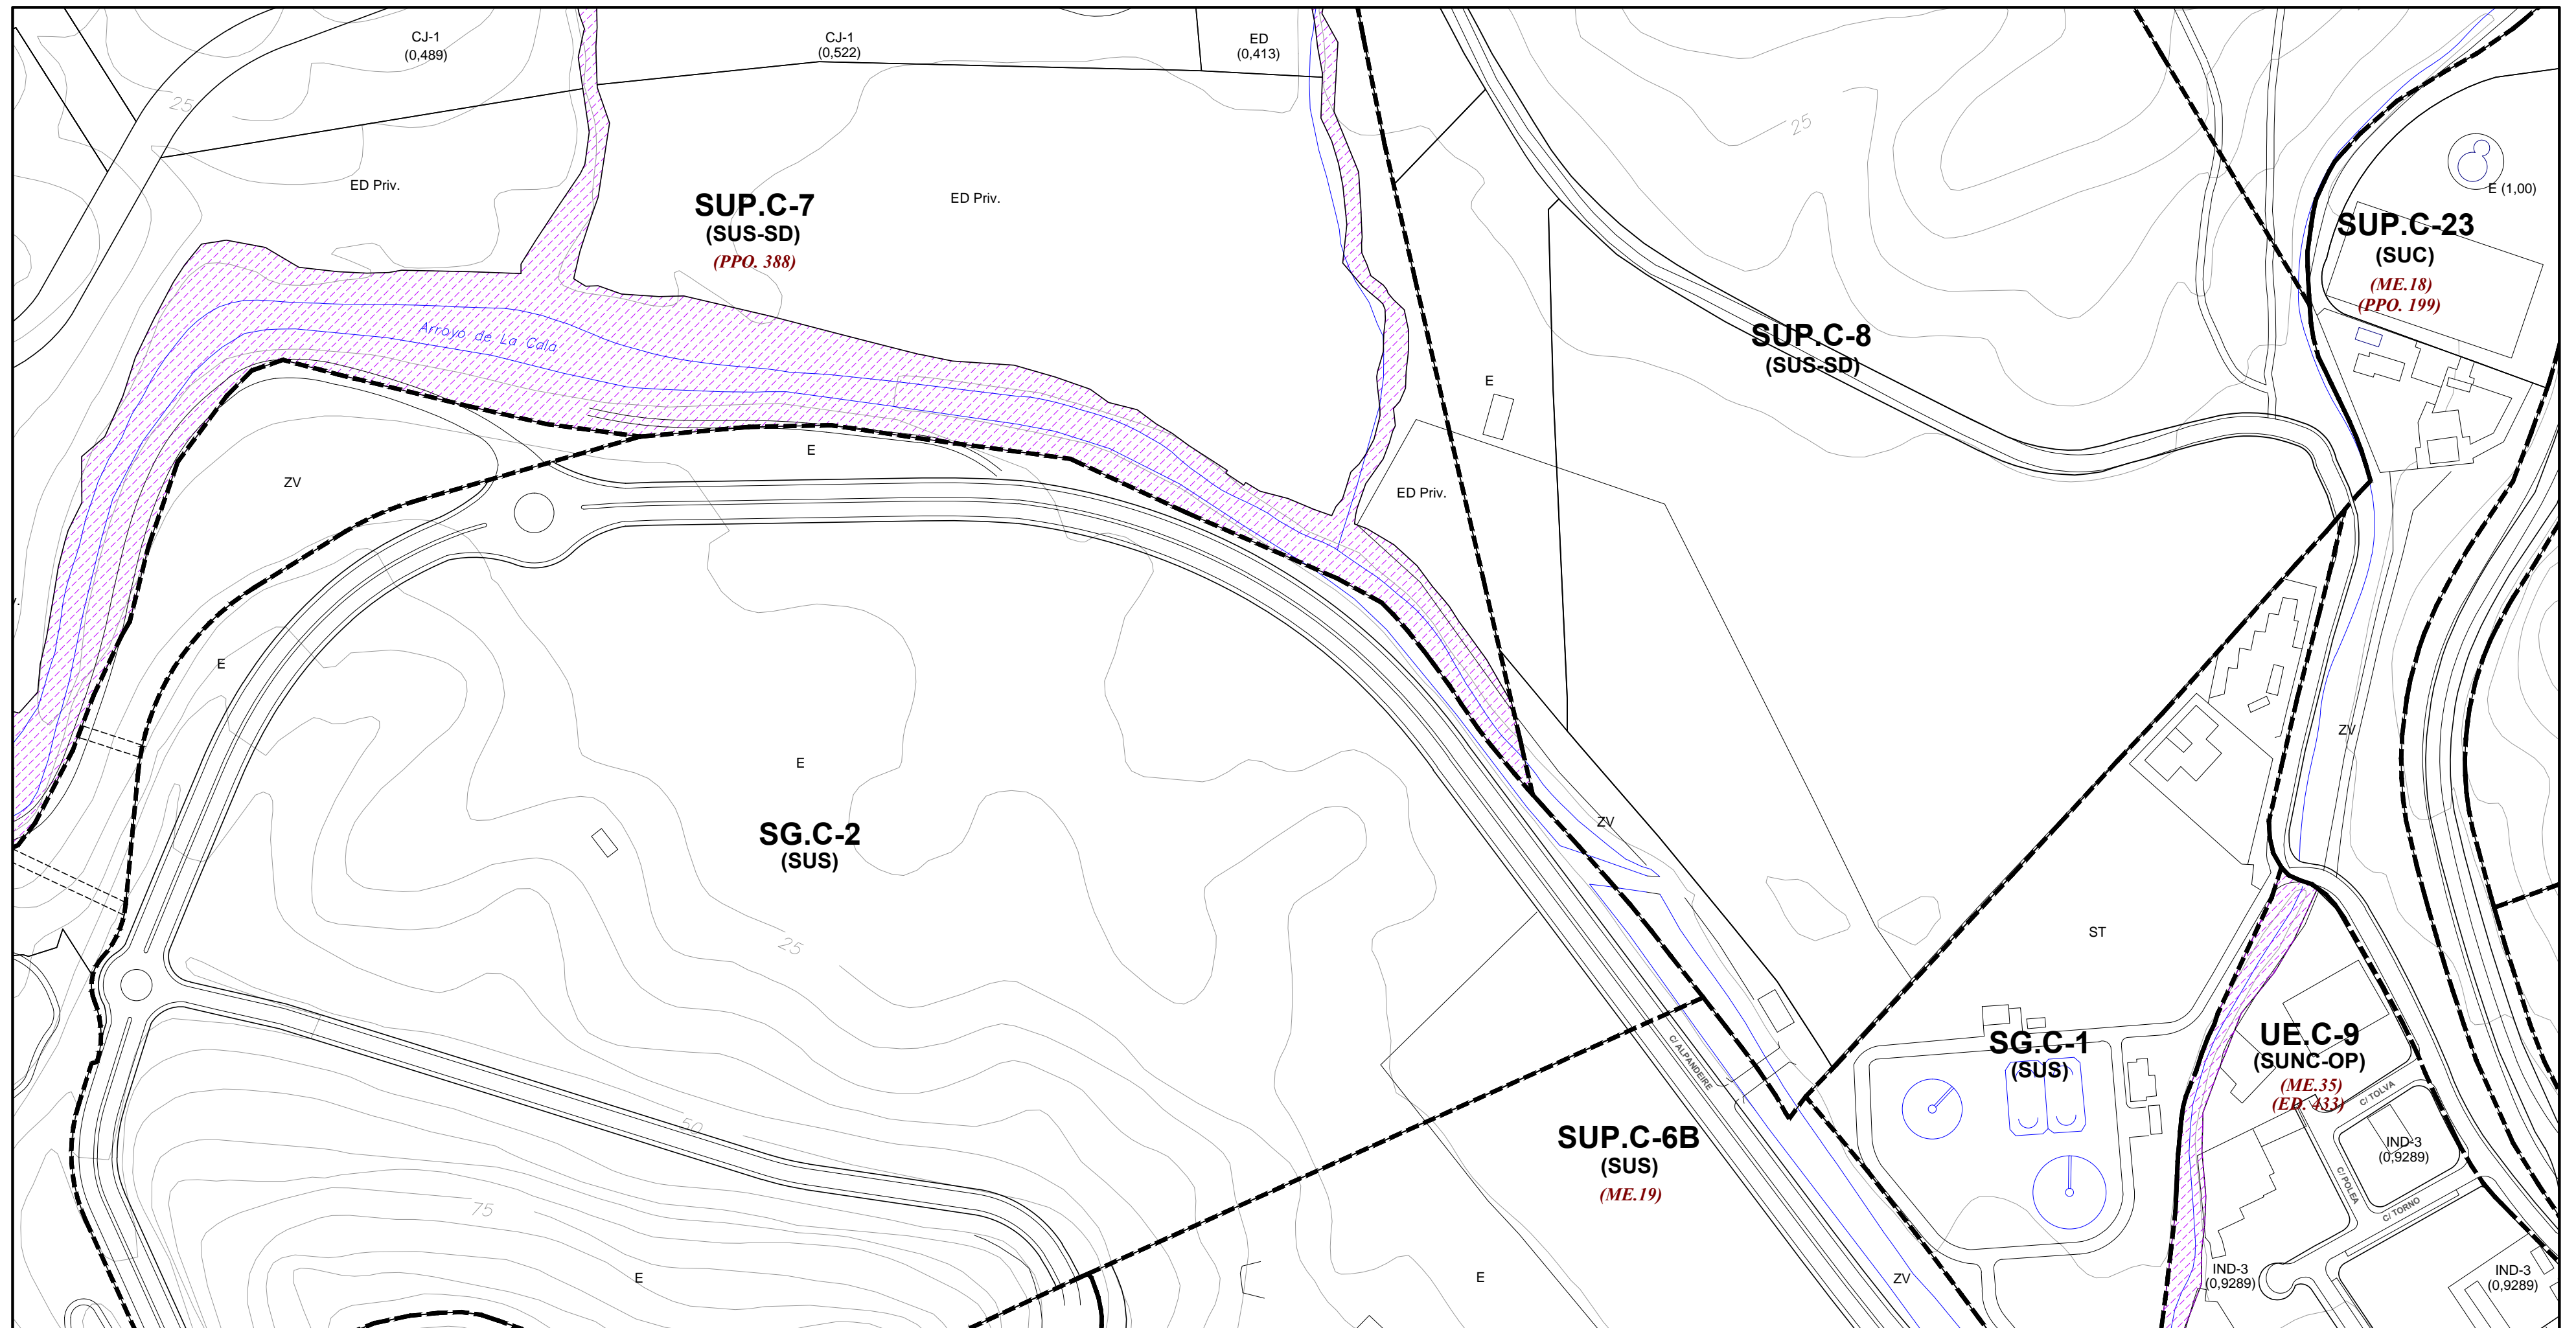 CJ-1
(0,489)
CJ-1
(0,522)
ED
(0,413)
25
25
ED Priv.
ED Priv.
SUP.C-7
(SUS-SD)
(PPO. 388)
E (1,00)
SUP.C-23
(SUC)
(ME.18)
(PPO. 199)
Arroyo de La Cala
SUP.C-8
(SUS-SD)
E
E
ZV
ED Priv.
E
E
ZV
SG.C-2
(SUS)
ZV
25
ST
SG.C-1
(SUS)
UE.C-9
(SUNC-OP)
(ME.35)
(ED. 433)
C/ ALPANDEIRE
C/ TOLVA
50
SUP.C-6B
(SUS)
(ME.19)
IND-3
(0,9289)
C/ POLEA
C/ TORNO
75
E
E
ZV
IND-3
(0,9289)
IND-3
(0,9289)